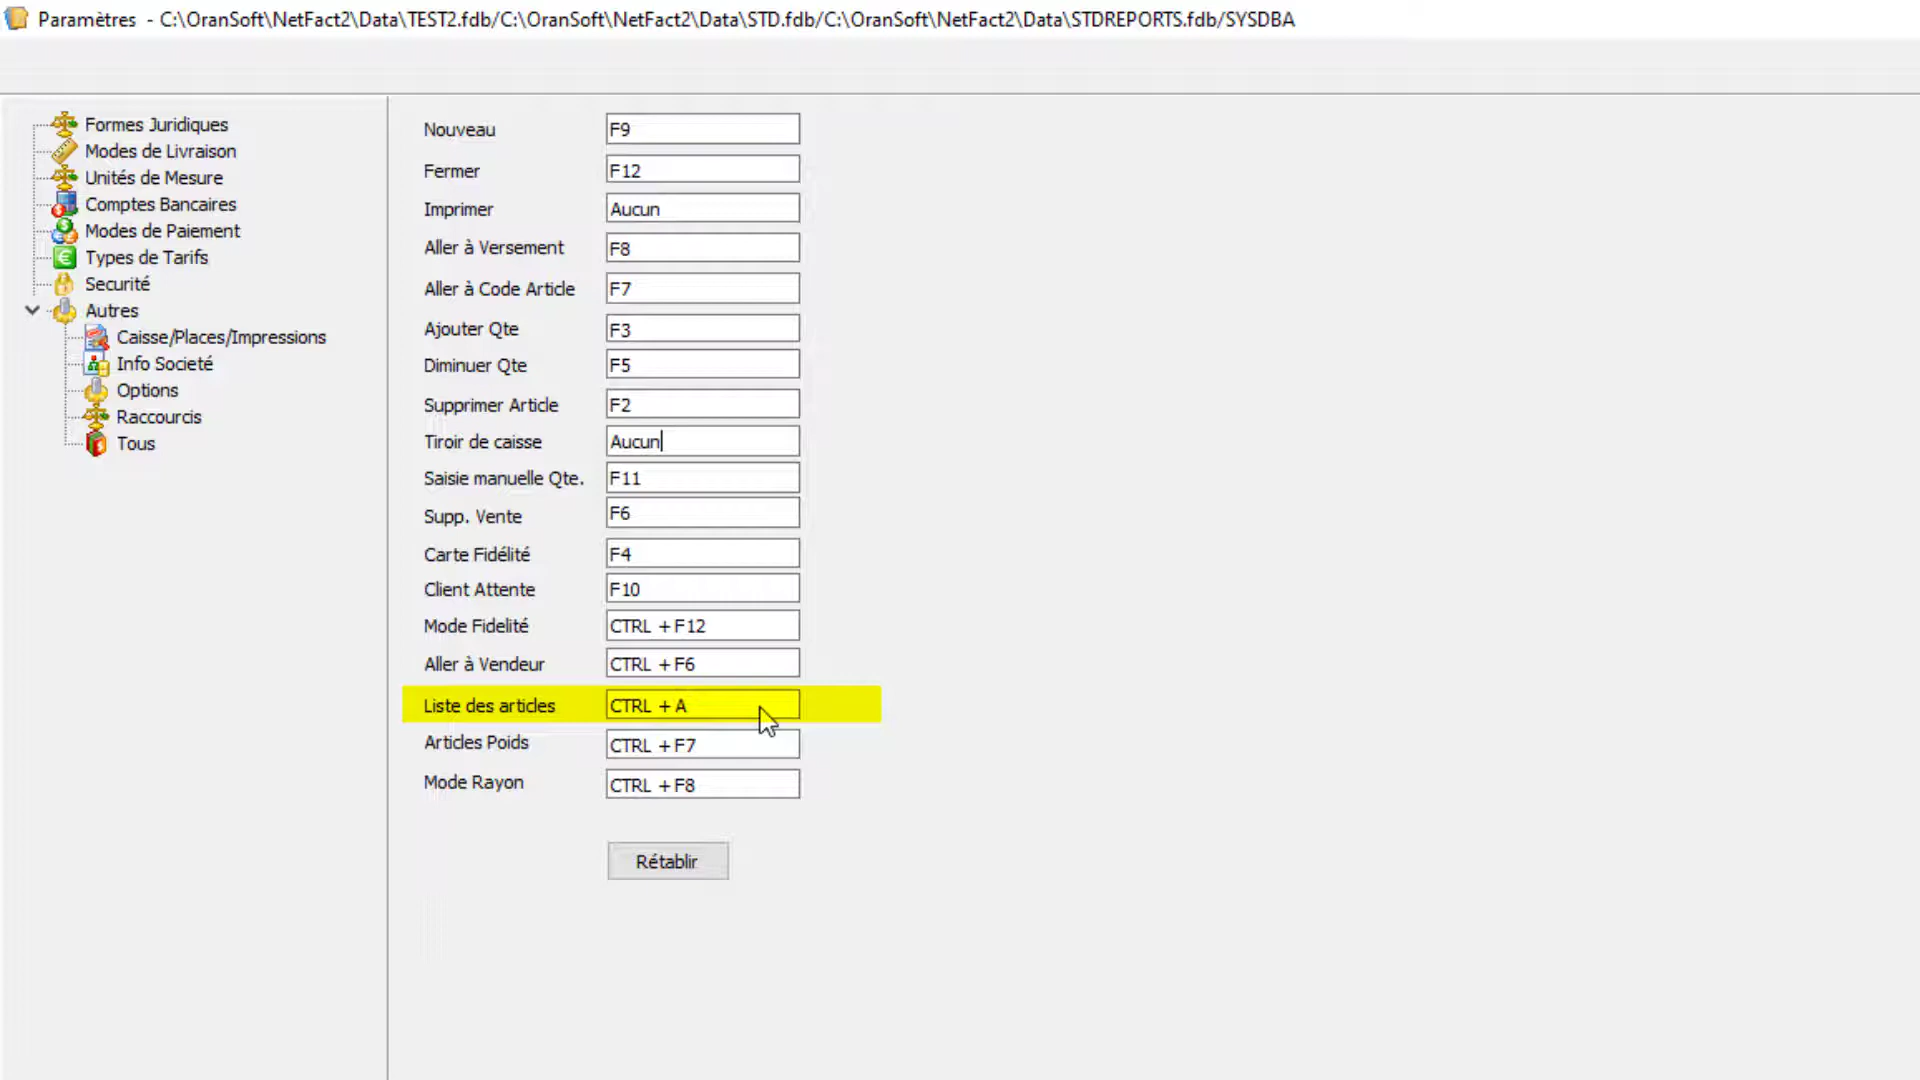 Paramètres - C:\OranSoft\NetFact2\Data\TEST2.fdb/C:\OranSoft\NetFact2\Data\STD.fdb/C:\OranSoft\NetFact2\Data\STDREPORTS.fdb/SYSDBA
Formes Juridiques
Modes de Livraison
Unités de Mesure
Comptes Bancaires
Modes de Paiement
Types de Tarifs
Securité
Autres
Caisse/Places/Impressions
Info Societé
Options
Raccourcis
Tous
Nouveau F9
Fermer F12
Imprimer Aucun
Aller à Versement F8
Aller à Code Article F7
Ajouter Qte F3
Diminuer Qte F5
Supprimer Article F2
Tiroir de caisse Aucun
Saisie manuelle Qte. F11
Supp. Vente F6
Carte Fidélité F4
Client Attente F10
Mode Fidelité CTRL +F12
Aller à Vendeur CTRL +F6
Liste des articles CTRL +A
Articles Poids CTRL +F7
Mode Rayon CTRL +F8
Rétablir